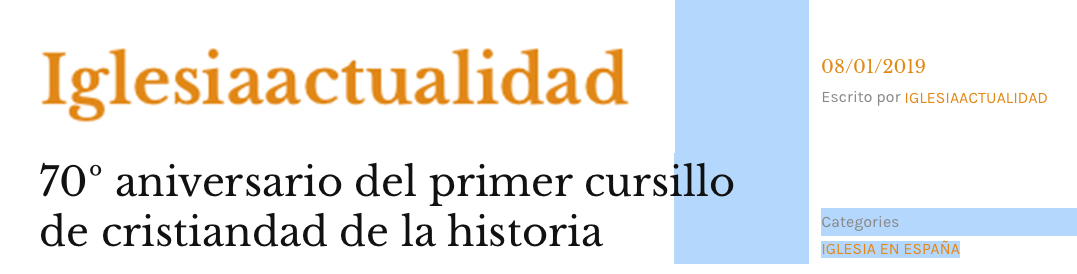 Iglesiaactualidad
70º aniversario del primer cursillo
de cristiandad de la historia
08/01/2019
Escrito por IGLESIAACTUALIDAD
Categories
IGLESIA EN ESPAÑA